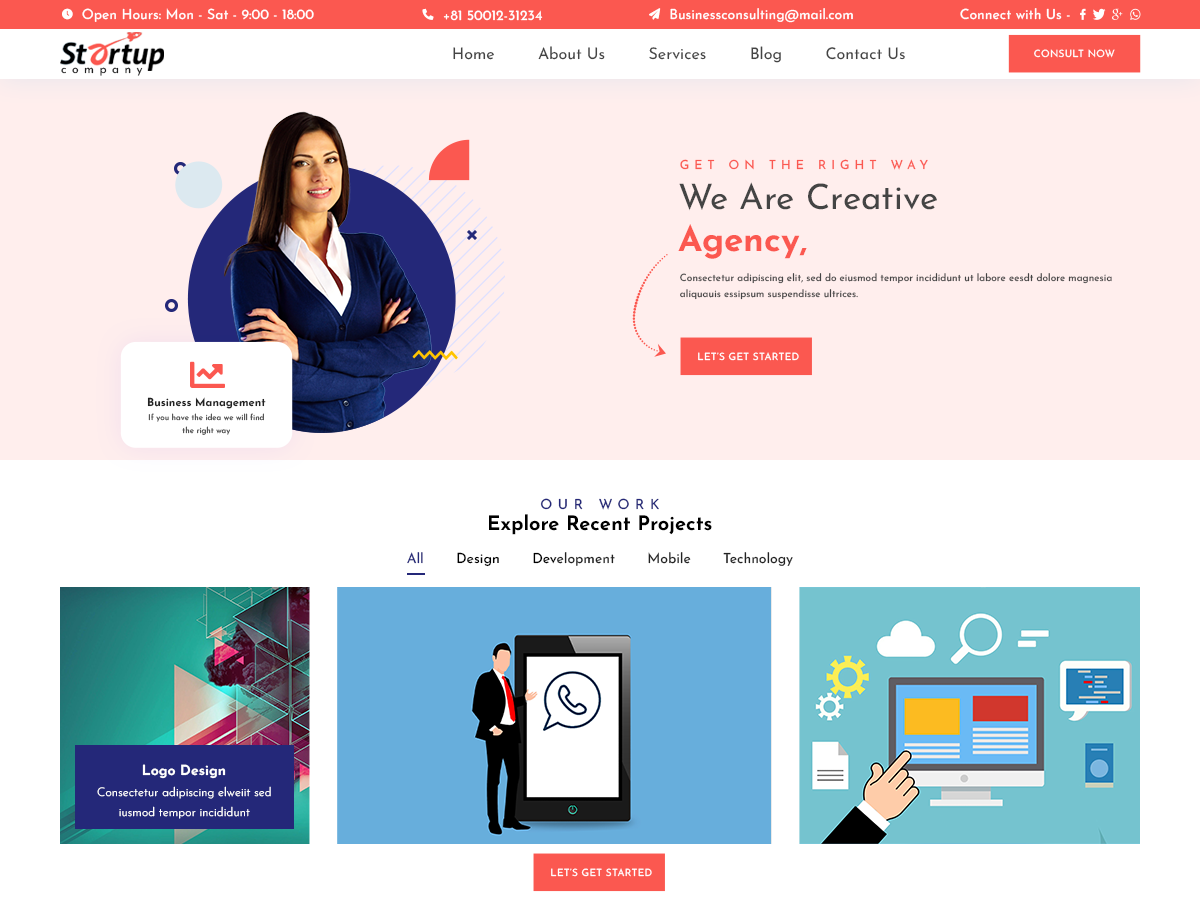 Open Hours: Mon - Sat - 9:00 - 18:00
+81 50012-31234
Businessconsulting@mail.com
Connect with Us -
Startup
company
Home
About Us
Services
Blog
Contact Us
CONSULT NOW
GET ON THE RIGHT WAY
We Are Creative
Agency,
Consectetur adipiscing elit, sed do eiusmod tempor incididunt ut labore eesdt dolore magnesia
aliquauis essipsum suspendisse ultrices.
LET'S GET STARTED
Business Management
If you have the idea we will find
the right way
OUR WORK
Explore Recent Projects
All
Design
Development
Mobile
Technology
Logo Design
Consectetur adipiscing elweiit sed
iusmod tempor incididunt
LET'S GET STARTED